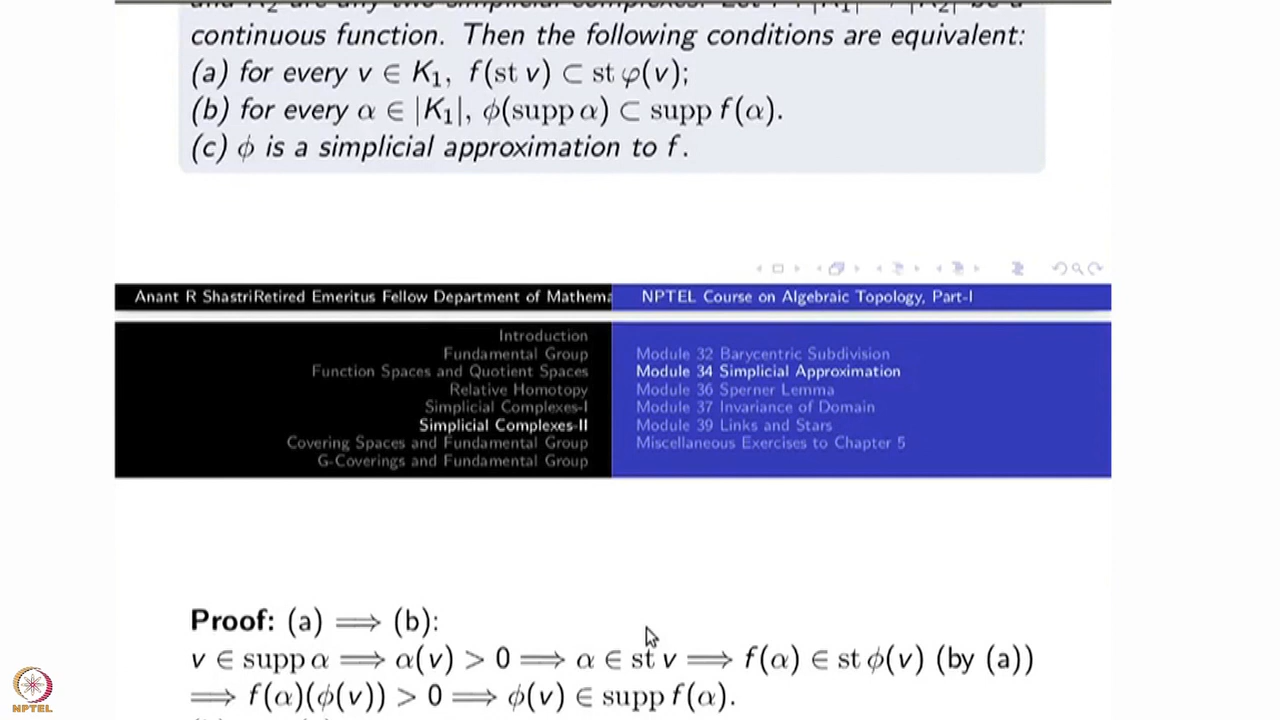 continuous function. Then the following conditions are equivalent:
(a) for every v ∈ K₁, f(st v) ⊂ st φ(v);
(b) for every α ∈ |K₁|, ϕ(supp α) ⊂ supp f(α).
(c) ϕ is a simplicial approximation to f.
Anant R ShastriRetired Emeritus Fellow Department of Mathema
NPTEL Course on Algebraic Topology, Part-I
Introduction
Fundamental Group
Function Spaces and Quotient Spaces
Relative Homotopy
Simplicial Complexes-I
Simplicial Complexes-II
Covering Spaces and Fundamental Group
G-Coverings and Fundamental Group
Module 32 Barycentric Subdivision
Module 34 Simplicial Approximation
Module 36 Sperner Lemma
Module 37 Invariance of Domain
Module 39 Links and Stars
Miscellaneous Exercises to Chapter 5
Proof: (a) ⟹ (b):
v ∈ supp α ⟹ α(v) > 0 ⟹ α ∈ st v ⟹ f(α) ∈ st ϕ(v) (by (a))
⟹ f(α)(ϕ(v)) > 0 ⟹ ϕ(v) ∈ supp f(α).
NPTEL